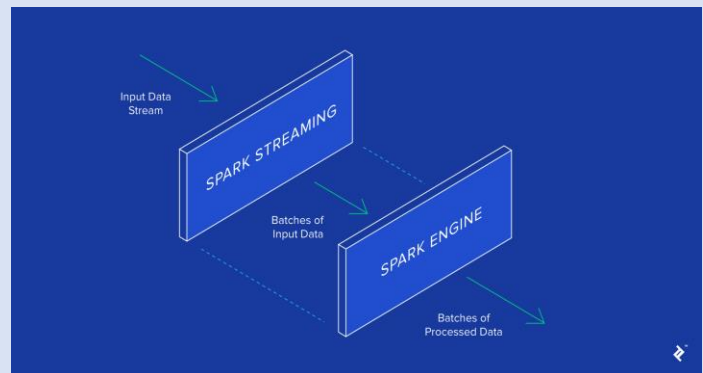 Input Data
Stream
SPARK STREAMING
Batches of
Input Data
SPARK ENGINE
Batches of
Processed Data